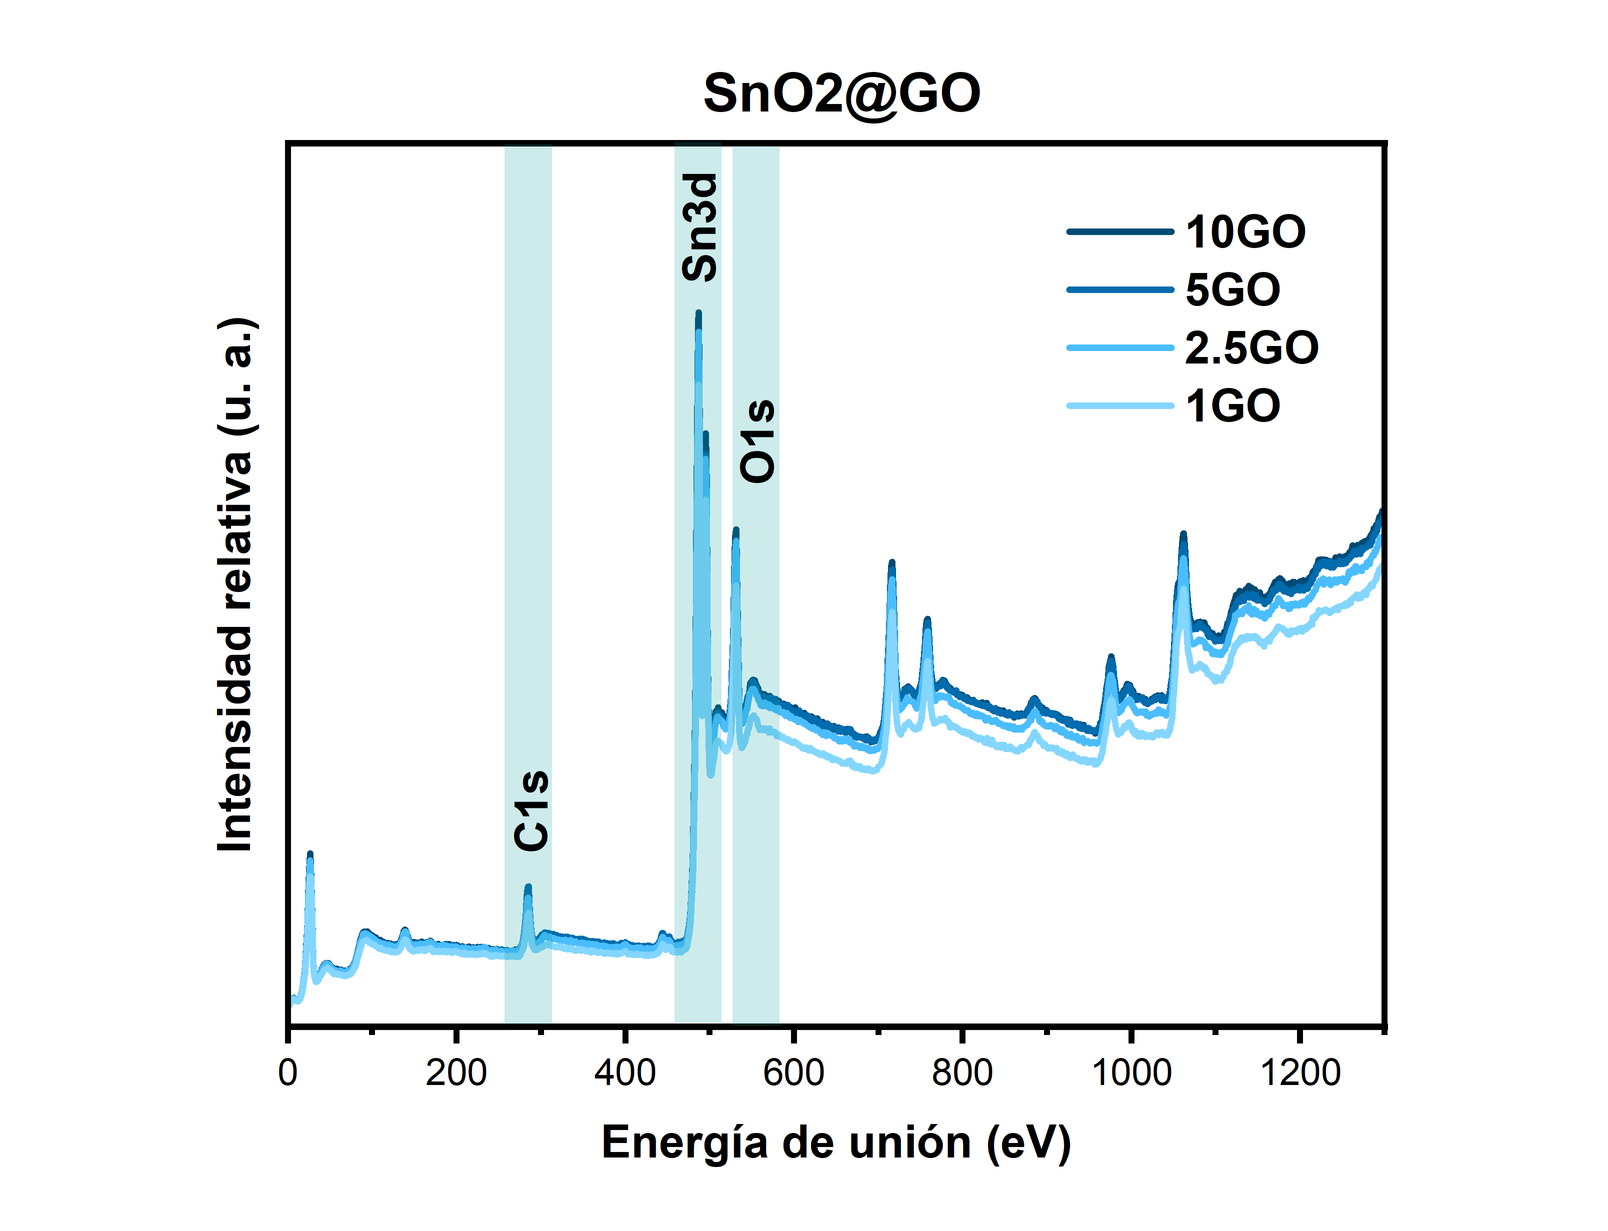 SnO2@GO
Sn3d
O1s
C1s
10GO
5GO
2.5GO
1GO
Intensidad relativa (u. a.)
0 200 400 600 800 1000 1200
Energía de unión (eV)